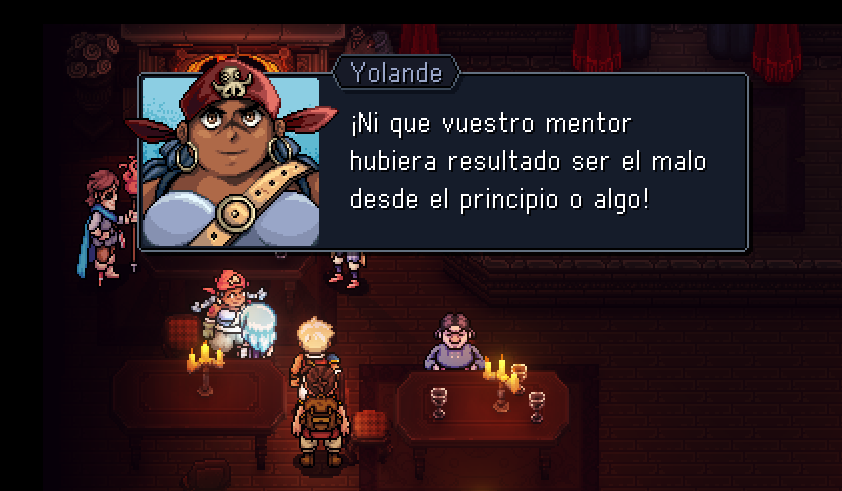 Yolande
¡Ni que vuestro mentor
hubiera resultado ser el malo
desde el principio o algo!